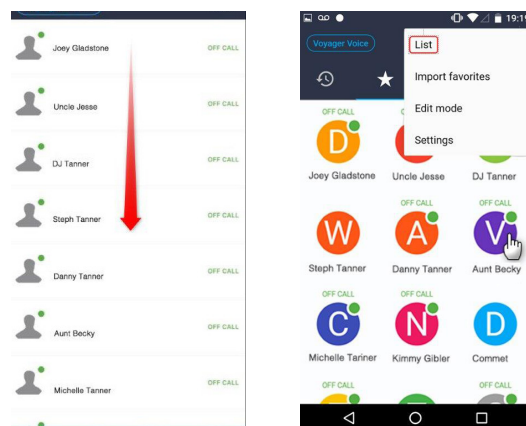 Joey Gladstone OFF CALL
Uncle Jesse OFF CALL
DJ Tanner OFF CALL
Steph Tanner OFF CALL
Danny Tanner OFF CALL
Aunt Becky OFF CALL
Michelle Tanner OFF CALL
19:19
Voyager Voice
List
Import favorites
Edit mode
Settings
OFF CALL
D
Joey Gladstone Uncle Jesse DJ Tanner
OFF CALL OFF CALL
W A V
Steph Tanner Danny Tanner Aunt Becky
OFF CALL OFF CALL
C N D
Michelle Tanner Kimmy Gibler Commet
OFF CALL OFF CALL